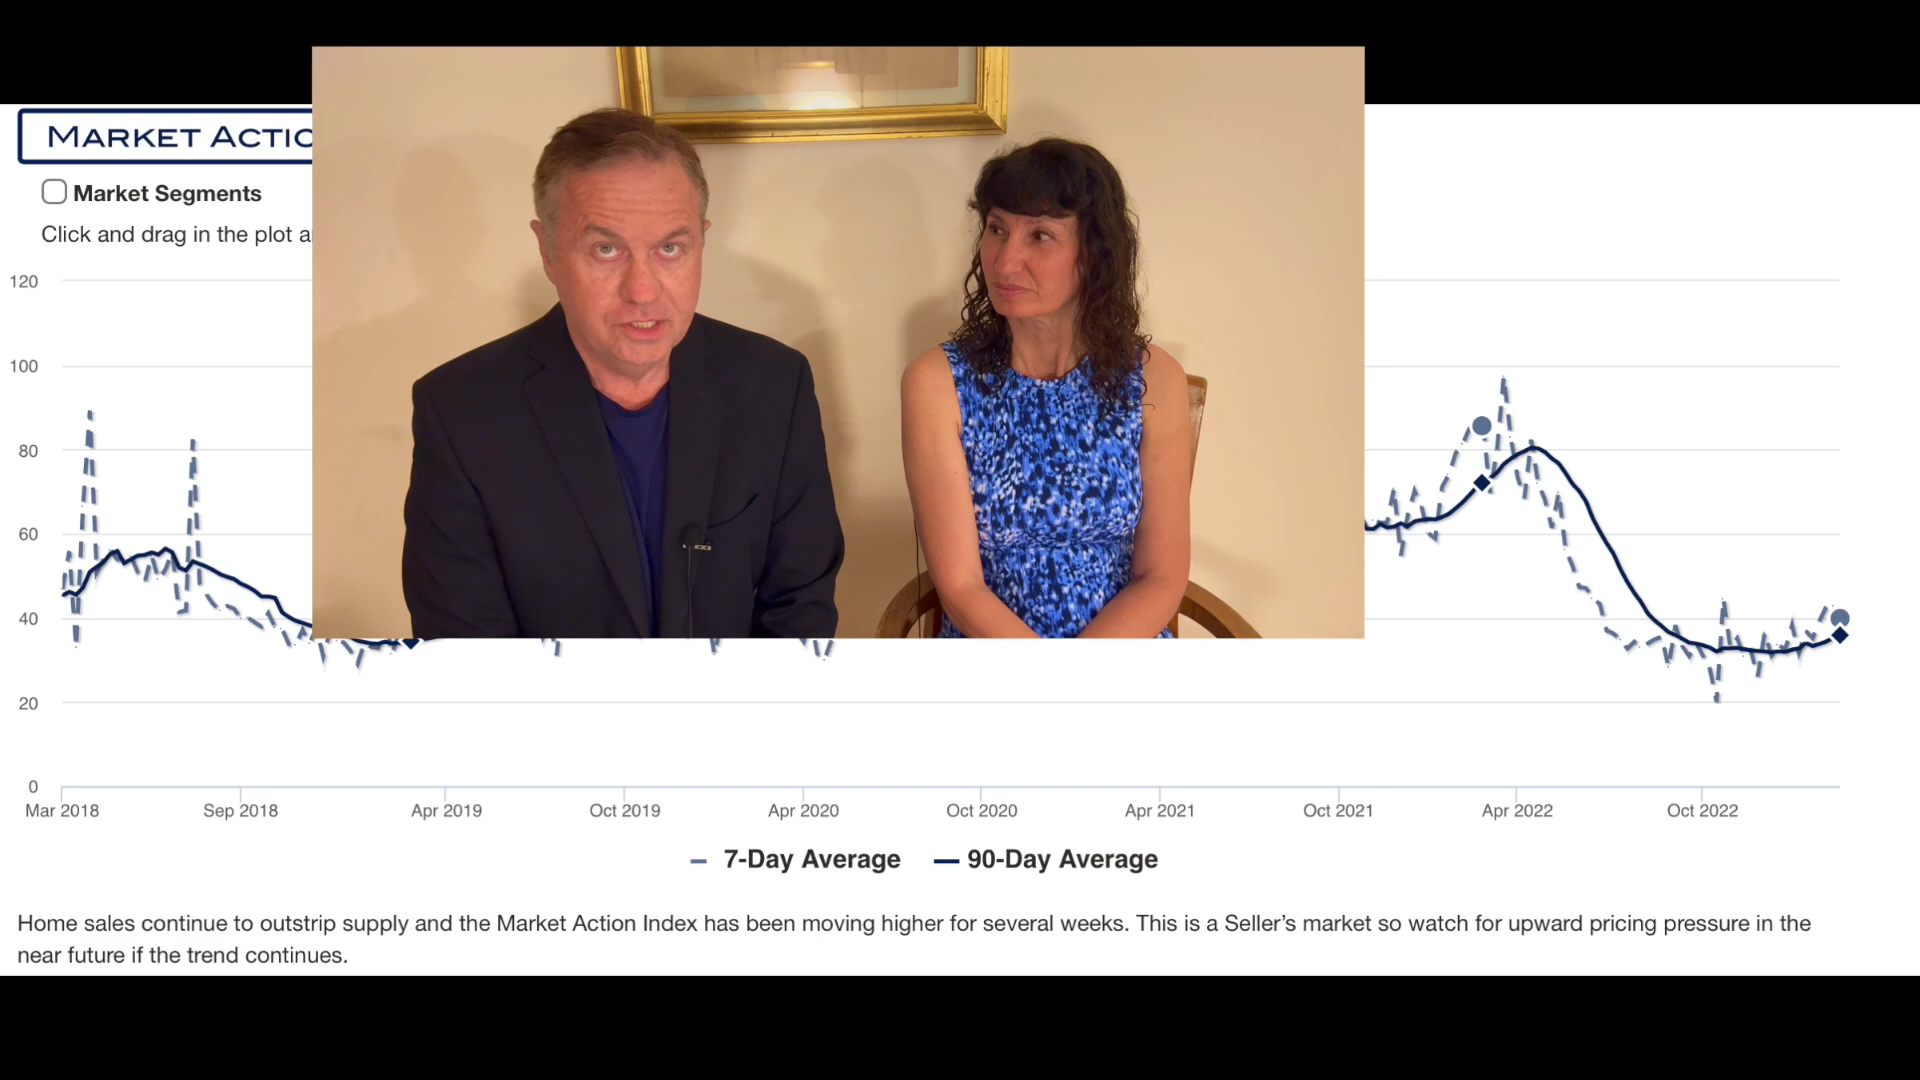 MARKET ACTIO
Market Segments
Click and drag in the plot a
120
100
80
60
40
20
0
Mar 2018 Sep 2018 Apr 2019 Oct 2019 Apr 2020 Oct 2020 Apr 2021 Oct 2021 Apr 2022 Oct 2022
7-Day Average 90-Day Average
Home sales continue to outstrip supply and the Market Action Index has been moving higher for several weeks. This is a Seller's market so watch for upward pricing pressure in the
near future if the trend continues.